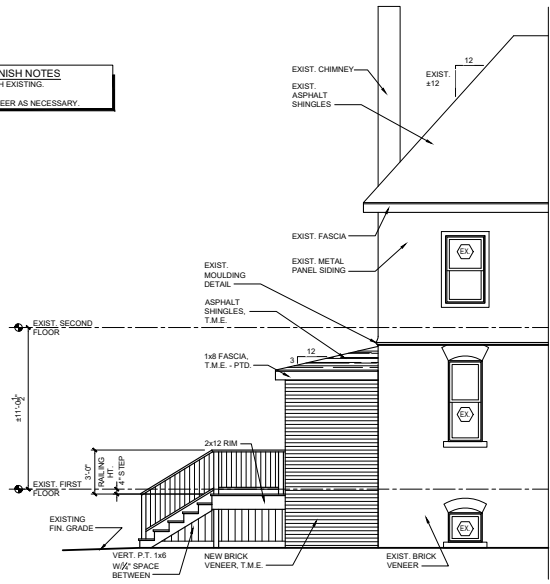 NISH NOTES
H EXISTING.
EER AS NECESSARY.
EXIST. CHIMNEY
EXIST.
ASPHALT
SHINGLES
12
EXIST.
±12
EXIST. FASCIA
EXIST. METAL
PANEL SIDING
EX.
EXIST.
MOULDING
DETAIL
ASPHALT
SHINGLES,
T.M.E.
EXIST. SECOND
FLOOR
12
3
1x8 FASCIA,
T.M.E. - PTD.
EX.
2x12 RIM
3'-0"
RAILING
HT.
4" STEP
EXIST. FIRST
FLOOR
EX.
EXISTING
FIN. GRADE
VERT. P.T. 1x6
SPACE
BETWEEN
NEW BRICK
VENEER, T.M.E.
EXIST. BRICK
VENEER